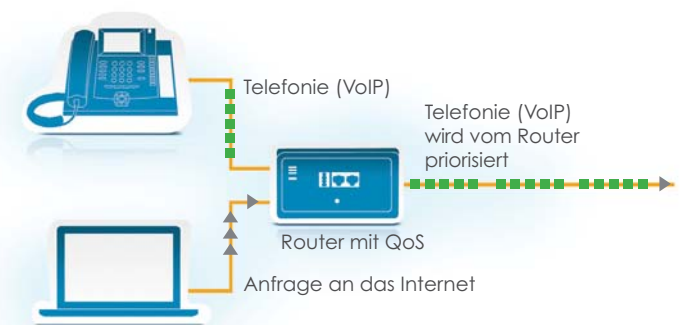 Telefonie (VoIP)
Telefonie (VoIP)
wird vom Router
priorisiert
Router mit QoS
Anfrage an das Internet